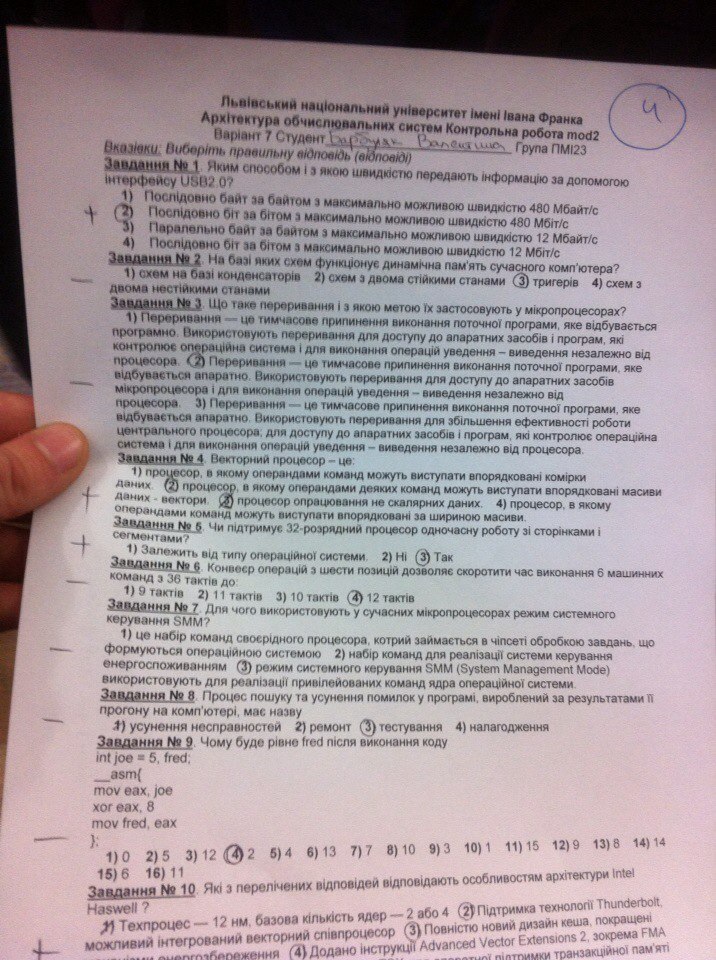 4
Львівський національний університет імені Івана Франка
Архітектура обчислювальних систем Контрольна робота mod2
Варіант 7 Студент Валентина Група ПМІ23
Вказівки: Виберіть правильну відповідь (відповіді)
Завдання № 1. Яким способом і з якою швидкістю передають інформацію за допомогою
інтерфейсу USB2.0?
1) Послідовно байт за байтом з максимально можливою швидкістю 480 Мбайт/с
+ 2) Послідовно біт за бітом з максимально можливою швидкістю 480 Мбіт/с
3) Паралельно байт за байтом з максимально можливою швидкістю 12 Мбайт/с
4) Послідовно біт за бітом з максимально можливою швидкістю 12 Мбіт/с
Завдання № 2. На базі яких схем функціонує динамічна пам'ять сучасного комп'ютера?
— 1) схем на базі конденсаторів 2) схем з двома стійкими станами 3) тригерів 4) схем з
двома нестійкими станами
Завдання № 3. Що таке переривання і з якою метою їх застосовують у мікропроцесорах?
1) Переривання — це тимчасове припинення виконання поточної програми, яке відбувається
програмно. Використовують переривання для доступу до апаратних засобів і програм, які
контролює операційна система і для виконання операцій уведення – виведення незалежно від
процесора. 2) Переривання — це тимчасове припинення виконання поточної програми, яке
— відбувається апаратно. Використовують переривання для доступу до апаратних засобів
мікропроцесора і для виконання операцій уведення – виведення незалежно від
процесора. 3) Переривання — це тимчасове припинення виконання поточної програми, яке
відбувається апаратно. Використовують переривання для збільшення ефективності роботи
центрального процесора; для доступу до апаратних засобів і програм, які контролює операційна
система і для виконання операцій уведення – виведення незалежно від процесора.
Завдання № 4. Векторний процесор – це:
1) процесор, в якому операндами команд можуть виступати впорядковані комірки
даних. 2) процесор, в якому операндами деяких команд можуть виступати впорядковані масиви
+ даних - вектори. 3) процесор опрацювання не скалярних даних. 4) процесор, в якому
операндами команд можуть виступати впорядковані за шириною масиви.
Завдання № 5. Чи підтримує 32-розрядний процесор одночасну роботу зі сторінками і
+ сегментами?
1) Залежить від типу операційної системи. 2) Ні 3) Так
Завдання № 6. Конвеєр операцій з шести позицій дозволяє скоротити час виконання 6 машинних
— команд з 36 тактів до:
1) 9 тактів 2) 11 тактів 3) 10 тактів 4) 12 тактів
Завдання № 7. Для чого використовують у сучасних мікропроцесорах режим системного
керування SMM?
1) це набір команд своєрідного процесора, котрий займається в чіпсеті обробкою завдань, що
— формуються операційною системою 2) набір команд для реалізації системи керування
енергоспоживанням 3) режим системного керування SMM (System Management Mode)
використовують для реалізації привілейованих команд ядра операційної системи.
Завдання № 8. Процес пошуку та усунення помилок у програмі, вироблений за результатами її
— прогону на комп'ютері, має назву
1) усунення несправностей 2) ремонт 3) тестування 4) налагодження
Завдання № 9. Чому буде рівне fred після виконання коду
int joe = 5, fred;
__asm{
mov eax, joe
xor eax, 8
mov fred, eax
};
— 1) 0 2) 5 3) 12 4) 2 5) 4 6) 13 7) 7 8) 10 9) 3 10) 1 11) 15 12) 9 13) 8 14) 14
15) 6 16) 11
Завдання № 10. Які з перелічених відповідей відповідають особливостям архітектури Intel
Haswell ?
1) Техпроцес — 12 нм, базова кількість ядер — 2 або 4 2) Підтримка технології Thunderbolt,
можливий інтегрований векторний співпроцесор 3) Повністю новий дизайн кеша, покращені
+ енергозбереження 4) Додано інструкції Advanced Vector Extensions 2, зокрема FMA
підтримки транзакційної пам'яті